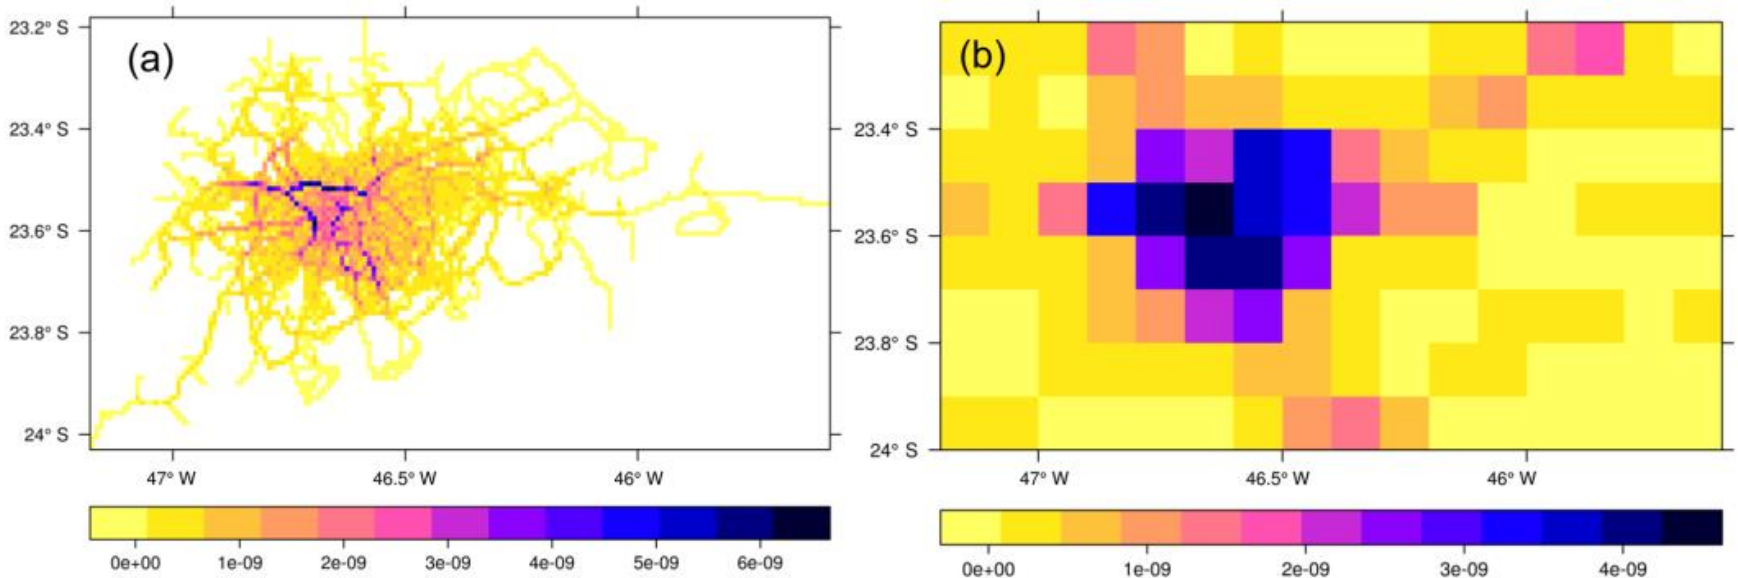 (a)
23.2° S
23.4° S
23.6° S
23.8° S
24° S
47° W 46.5° W 46° W
0e+00 1e-09 2e-09 3e-09 4e-09 5e-09 6e-09
(b)
23.4° S
23.6° S
23.8° S
24° S
47° W 46.5° W 46° W
0e+00 1e-09 2e-09 3e-09 4e-09